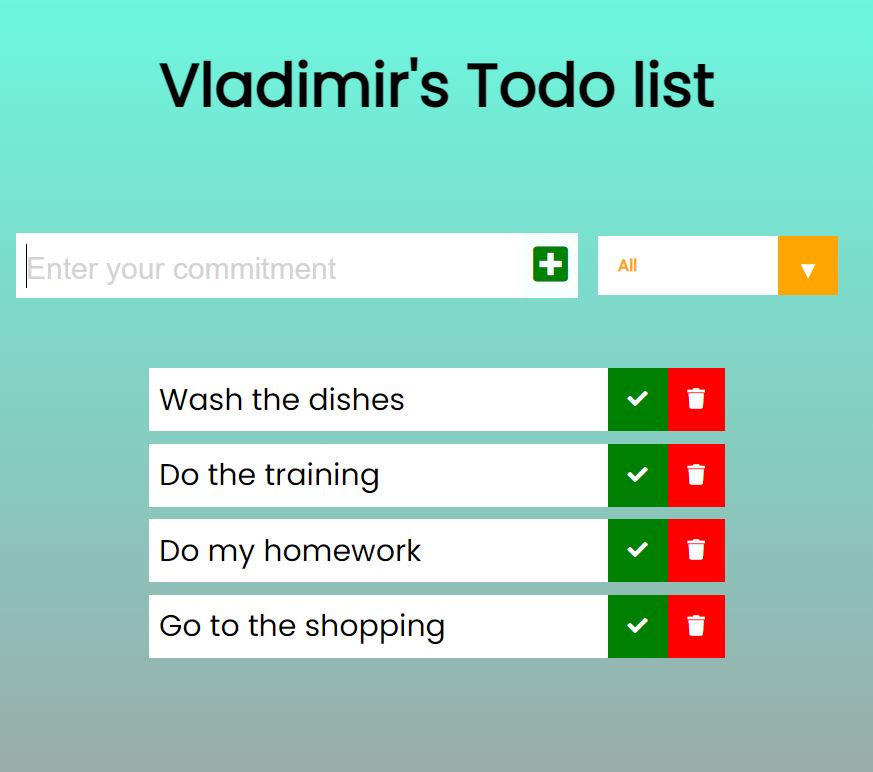 Vladimir's Todo list
Enter your commitment
All
Wash the dishes
Do the training
Do my homework
Go to the shopping